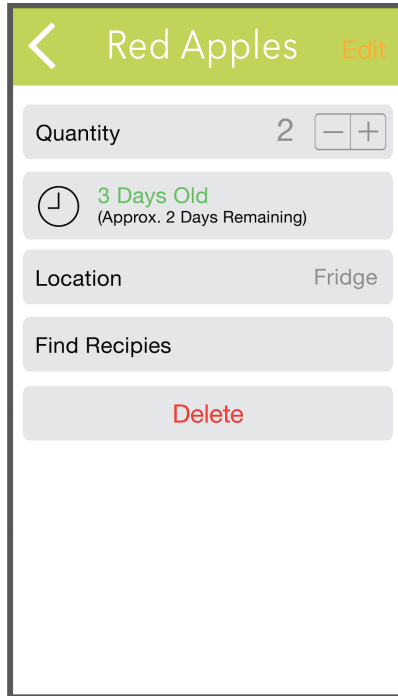 Red Apples Edit
Quantity 2 − +
3 Days Old
(Approx. 2 Days Remaining)
Location Fridge
Find Recipies
Delete